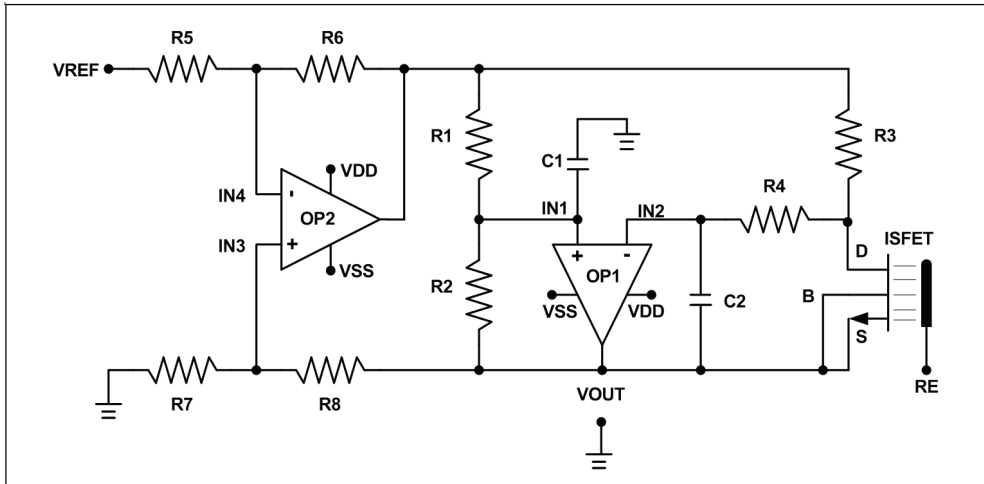 R5 R6
VREF
R1 C1 R3
VDD R4
IN4 - OP2
IN3 + VSS
IN1 IN2 ISFET
+ - D
R2 OP1 B
VSS VDD C2 S
R7 R8 VOUT RE